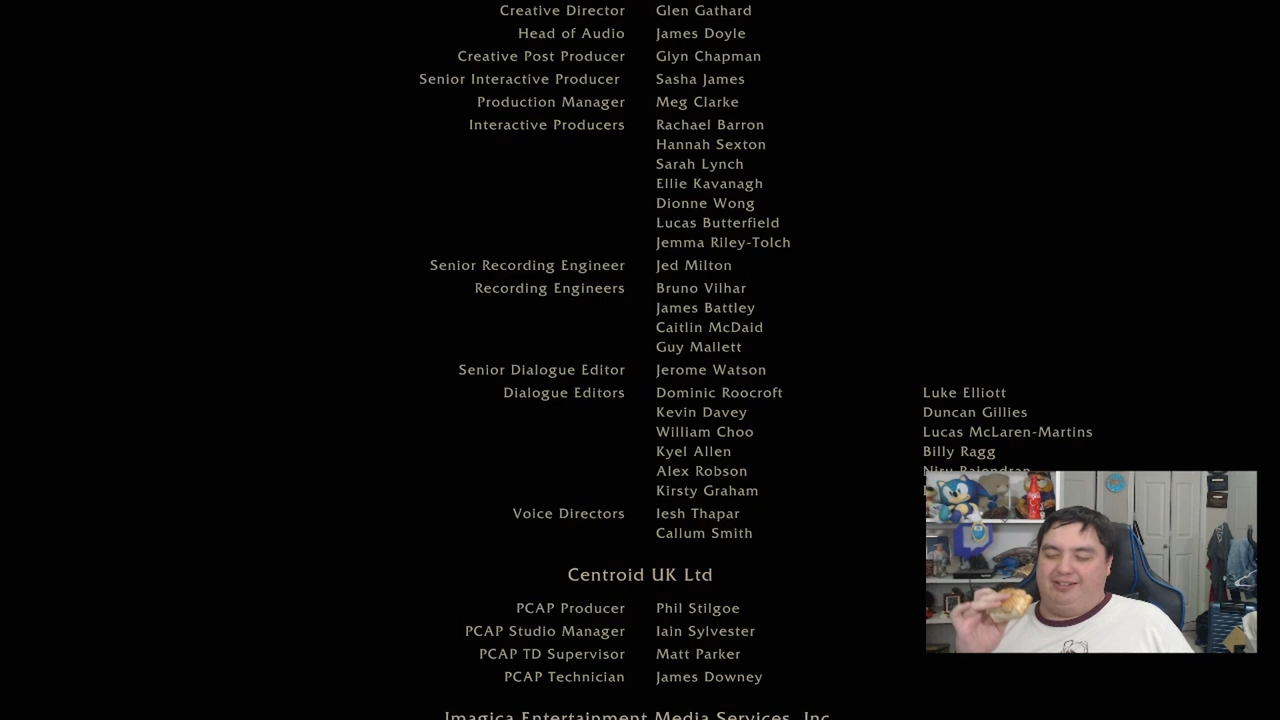 Creative Director Glen Gathard
Head of Audio James Doyle
Creative Post Producer Glyn Chapman
Senior Interactive Producer Sasha James
Production Manager Meg Clarke
Interactive Producers Rachael Barron
Hannah Sexton
Sarah Lynch
Ellie Kavanagh
Dionne Wong
Lucas Butterfield
Jemma Riley-Tolch
Senior Recording Engineer Jed Milton
Recording Engineers Bruno Vilhar
James Battley
Caitlin McDaid
Guy Mallett
Senior Dialogue Editor Jerome Watson
Dialogue Editors Dominic Roocroft Luke Elliott
Kevin Davey Duncan Gillies
William Choo Lucas McLaren-Martins
Kyel Allen Billy Ragg
Alex Robson Niru Rajendran
Kirsty Graham
Voice Directors Iesh Thapar
Callum Smith
Centroid UK Ltd
PCAP Producer Phil Stilgoe
PCAP Studio Manager Iain Sylvester
PCAP TD Supervisor Matt Parker
PCAP Technician James Downey
Imagica Entertainment Media Services, Inc.